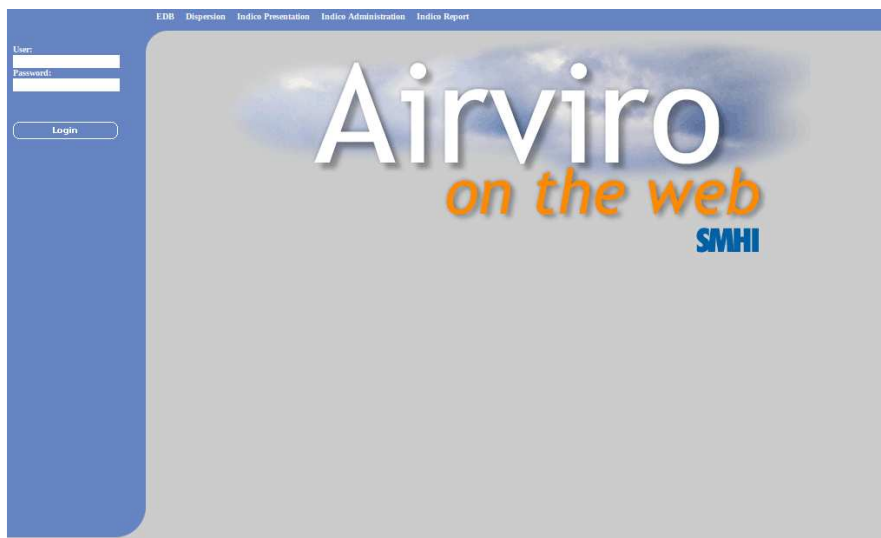 EDB Dispersion Indico Presentation Indico Administration Indico Report
User:
Password:
Login
Airviro
on the web
SMHI